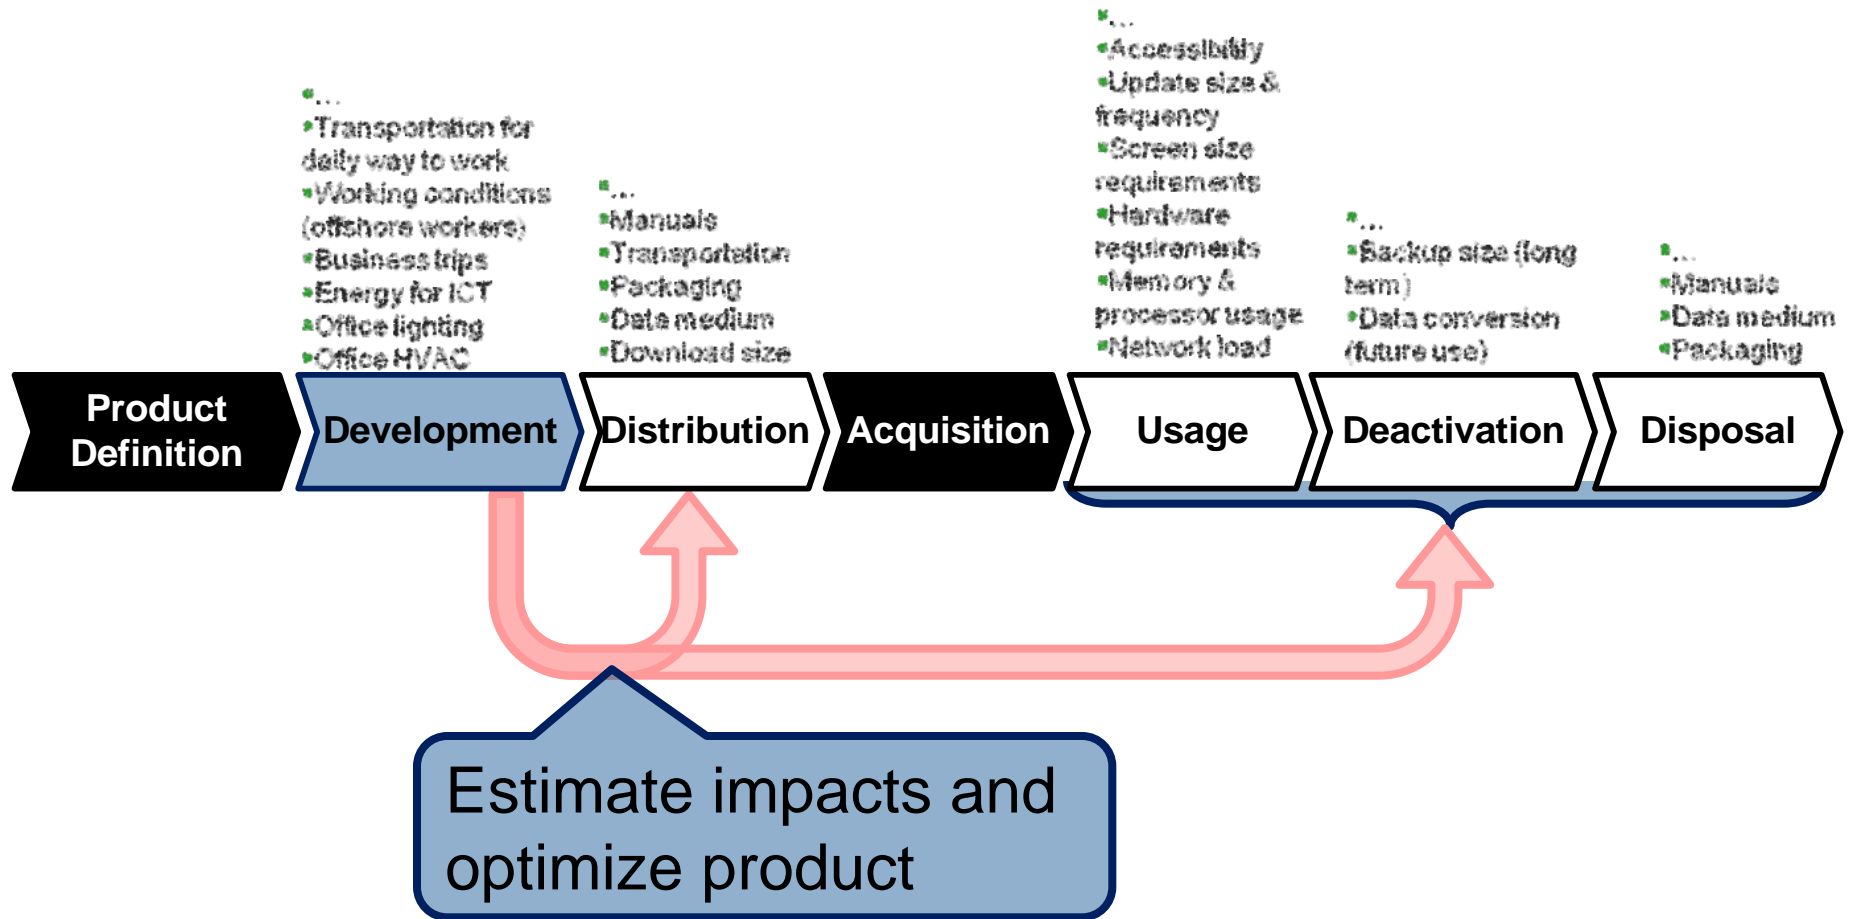 ▪...
▪Transportation for
daily way to work
▪Working conditions
(offshore workers)
▪Business trips
▪Energy for ICT
▪Office lighting
▪Office HVAC
▪...
▪Manuals
▪Transportation
▪Packaging
▪Data medium
▪Download size
▪...
▪Accessibility
▪Update size &
frequency
▪Screen size
requirements
▪Hardware
requirements
▪Memory &
processor usage
▪Network load
▪...
▪Backup size (long
term)
▪Data conversion
(future use)
▪...
▪Manuals
▪Data medium
▪Packaging
Product
Definition
Development
Distribution
Acquisition
Usage
Deactivation
Disposal
Estimate impacts and
optimize product